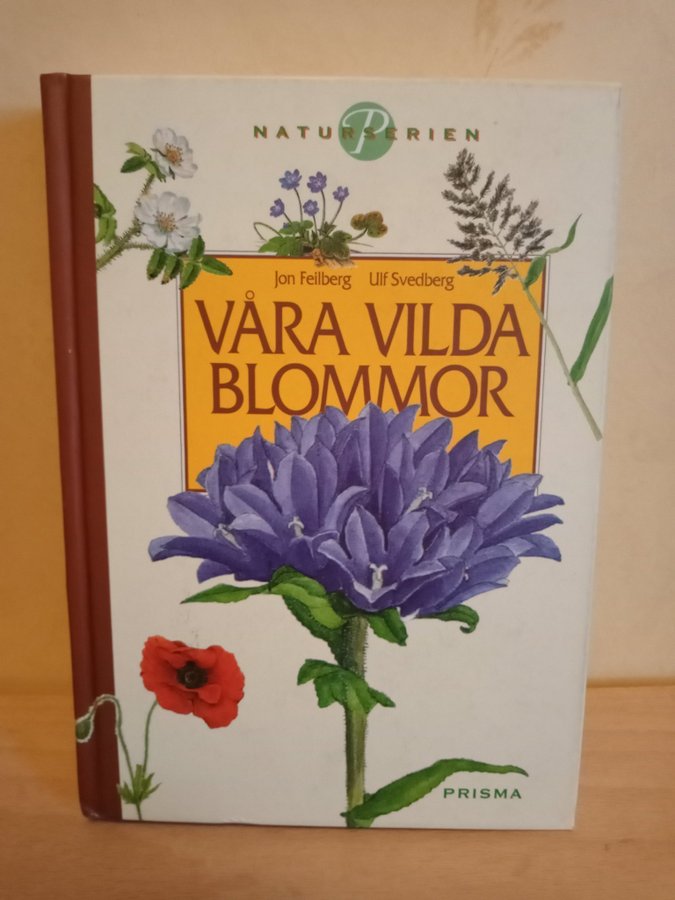 NATURSERIEN
P
Jon Feilberg Ulf Svedberg
VÅRA VILDA
BLOMMOR
PRISMA